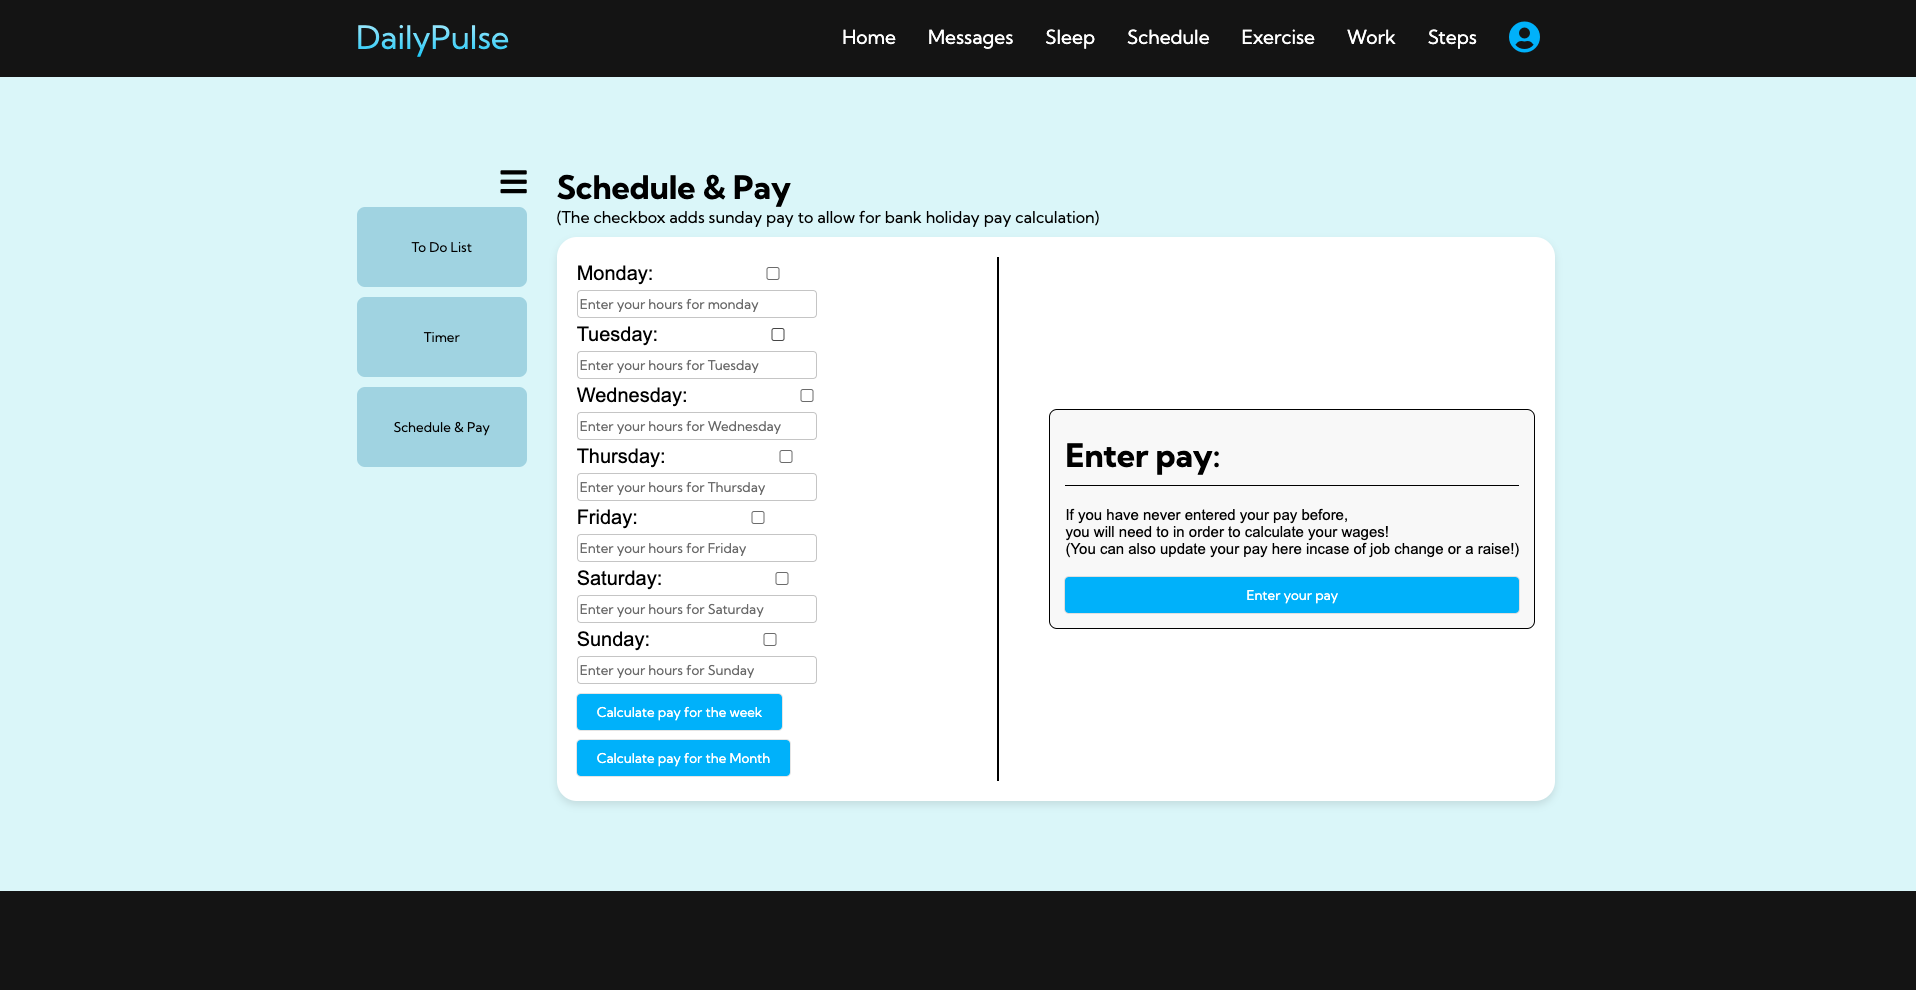 DailyPulse
Home Messages Sleep Schedule Exercise Work Steps
To Do List
Timer
Schedule & Pay
Schedule & Pay
(The checkbox adds sunday pay to allow for bank holiday pay calculation)
Monday:
Enter your hours for monday
Tuesday:
Enter your hours for Tuesday
Wednesday:
Enter your hours for Wednesday
Thursday:
Enter your hours for Thursday
Friday:
Enter your hours for Friday
Saturday:
Enter your hours for Saturday
Sunday:
Enter your hours for Sunday
Calculate pay for the week
Calculate pay for the Month
Enter pay:
If you have never entered your pay before,
you will need to in order to calculate your wages!
(You can also update your pay here incase of job change or a raise!)
Enter your pay